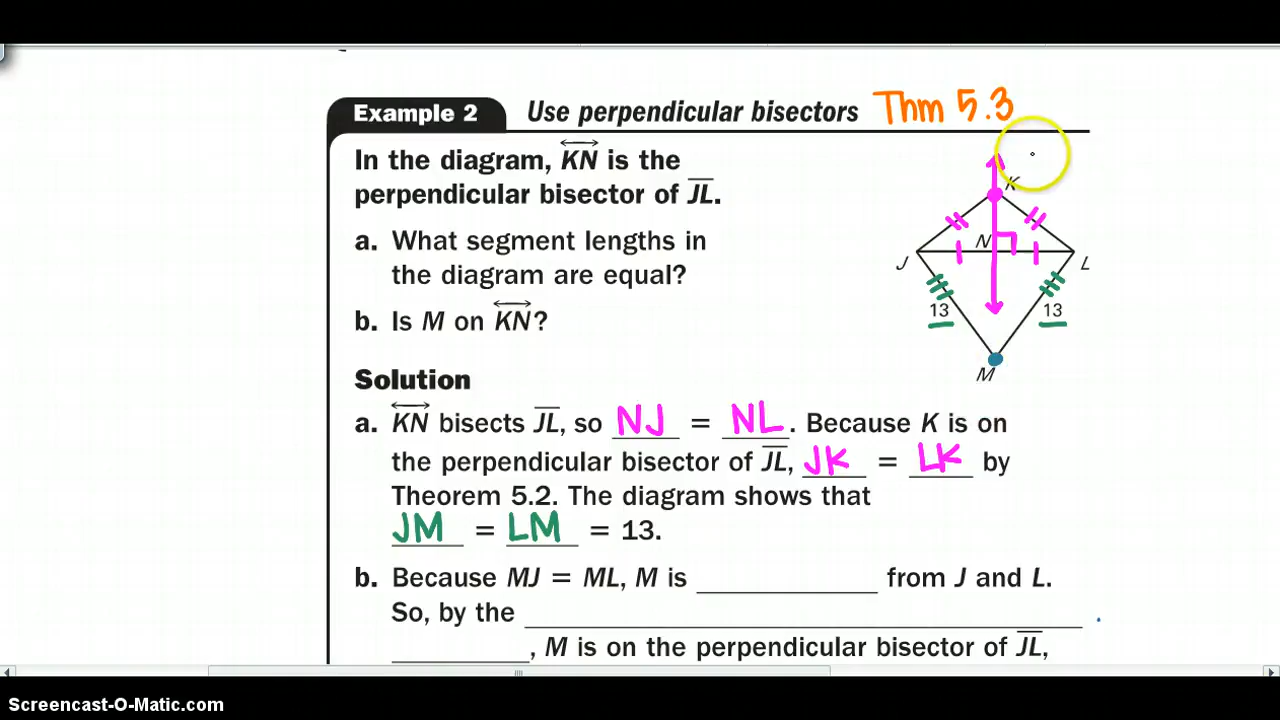 Example 2 Use perpendicular bisectors Thm 5.3
In the diagram, KN is the
perpendicular bisector of JL.
a. What segment lengths in
the diagram are equal?
b. Is M on KN?
K
N
J
L
13
13
M
Solution
a. KN bisects JL, so NJ = NL. Because K is on
the perpendicular bisector of JL, JK = LK by
Theorem 5.2. The diagram shows that
JM = LM = 13.
b. Because MJ = ML, M is ________ from J and L.
So, by the ________ .
________, M is on the perpendicular bisector of JL,
Screencast-O-Matic.com